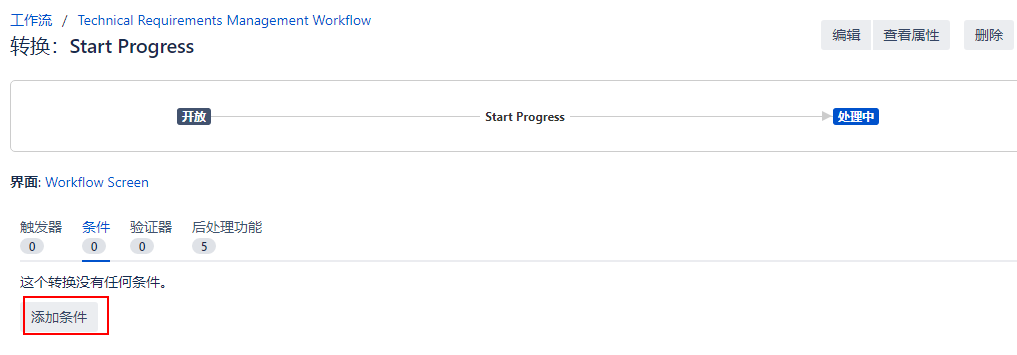 工作流 / Technical Requirements Management Workflow
转换：Start Progress
编辑 查看属性 删除
开放 Start Progress 处理中
界面: Workflow Screen
触发器 条件 验证器 后处理功能
0 0 0 5
这个转换没有任何条件。
添加条件